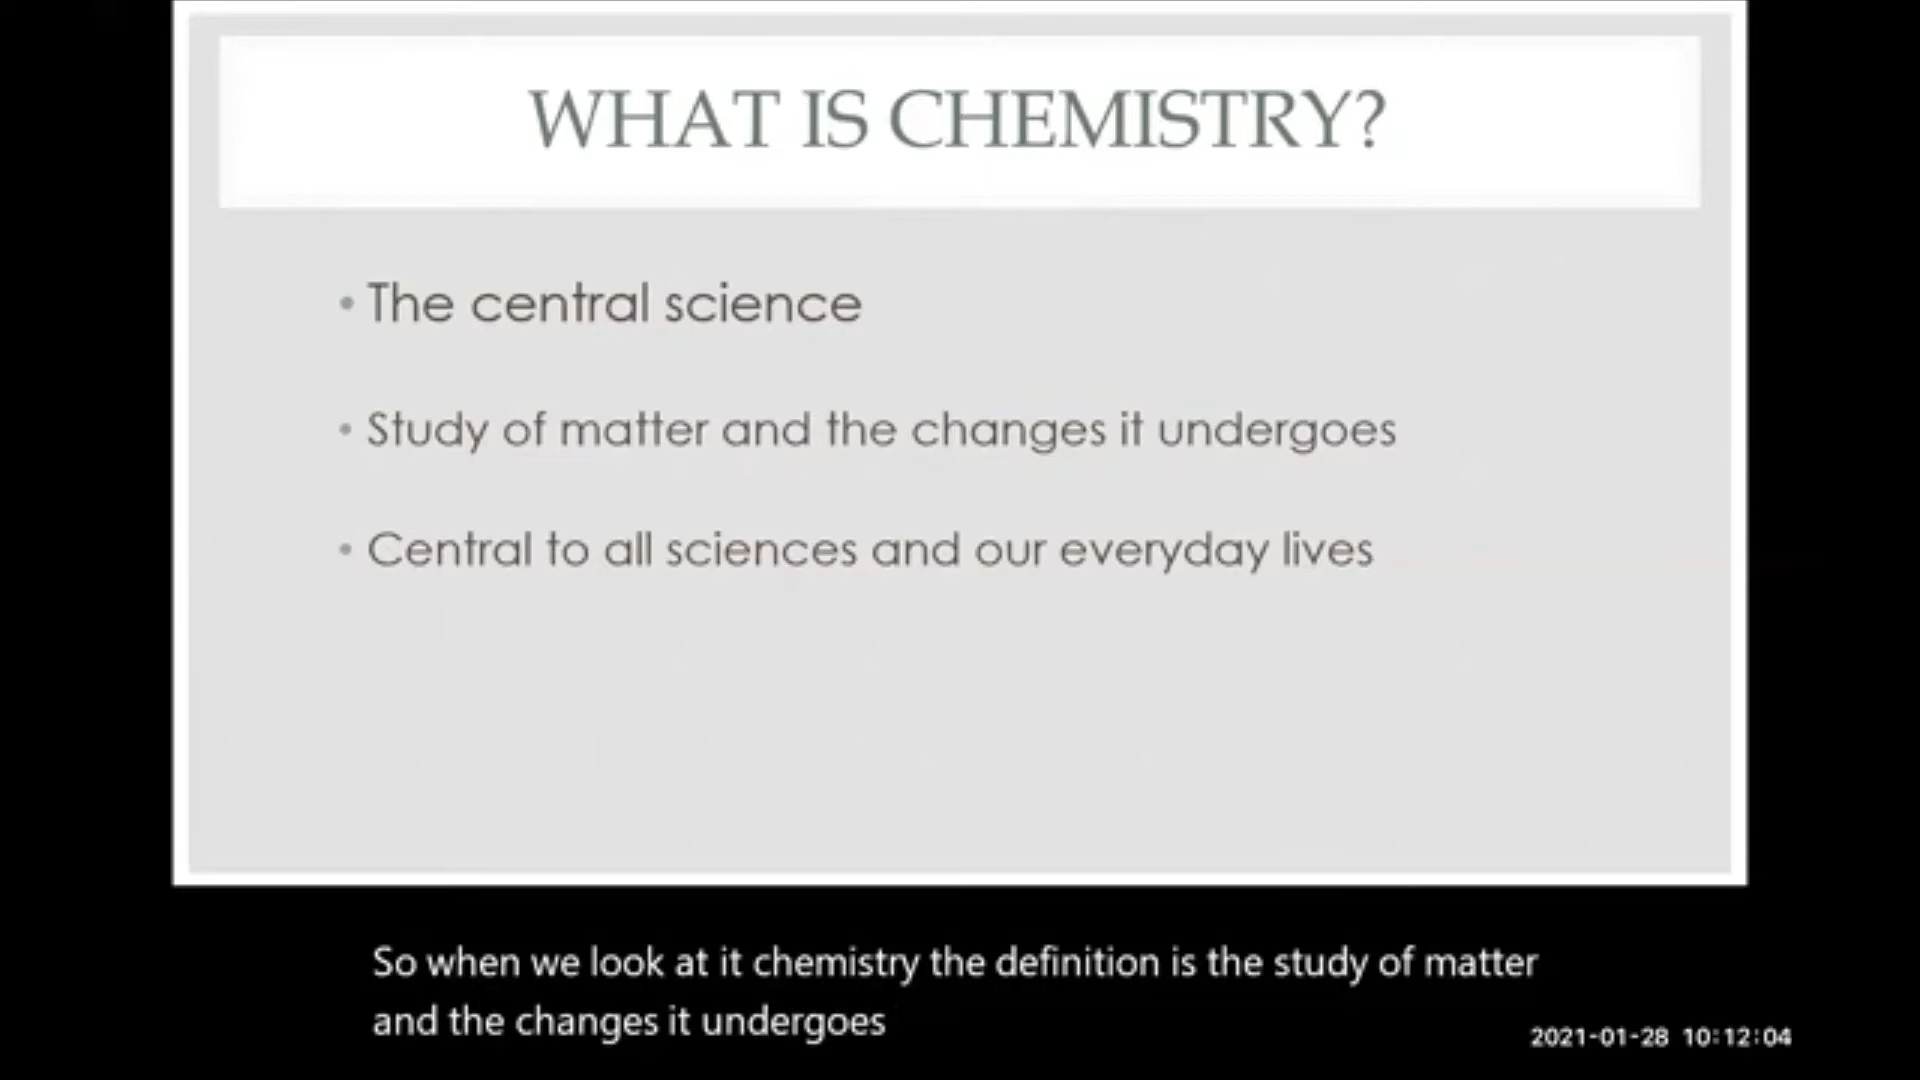 WHAT IS CHEMISTRY?
• The central science
• Study of matter and the changes it undergoes
• Central to all sciences and our everyday lives
So when we look at it chemistry the definition is the study of matter
and the changes it undergoes
2021-01-28 10:12:04